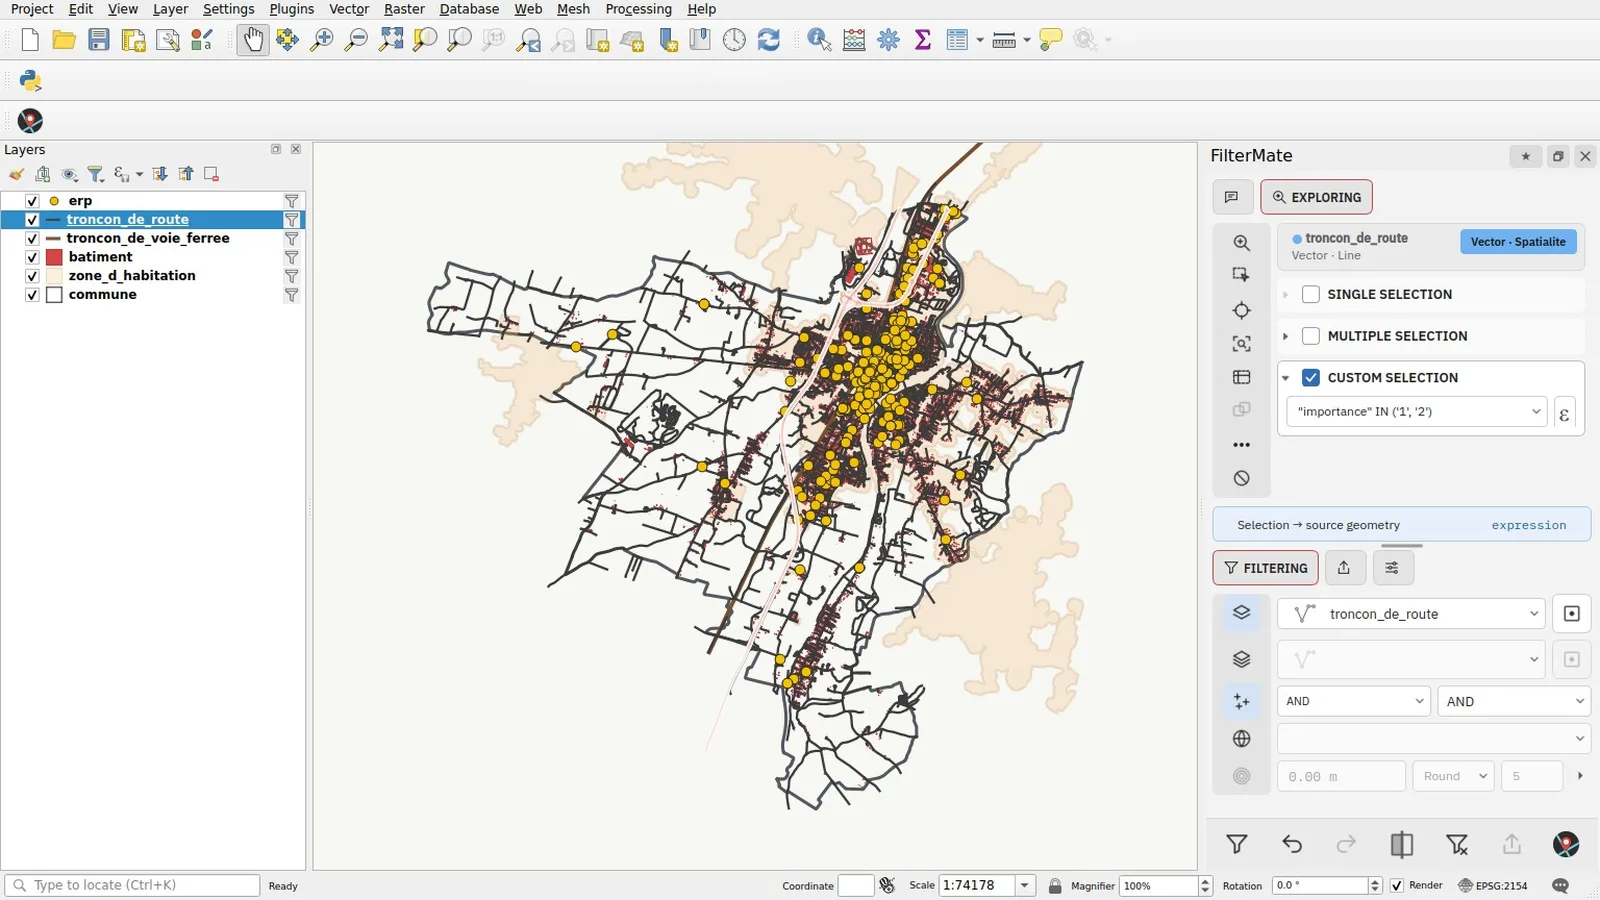 Project Edit View Layer Settings Plugins Vector Raster Database Web Mesh Processing Help
Layers
erp
troncon_de_route
troncon_de_voie_ferree
batiment
zone_d_habitation
commune
FilterMate
EXPLORING
troncon_de_route
Vector · Line
Vector · Spatialite
SINGLE SELECTION
MULTIPLE SELECTION
CUSTOM SELECTION
"importance" IN ('1', '2')
ε
Selection → source geometry
expression
FILTERING
troncon_de_route
AND
AND
0.00 m
Round
5
Type to locate (Ctrl+K)
Ready
Coordinate
Scale
1:74178
Magnifier
100%
Rotation
0.0 °
Render
EPSG:2154